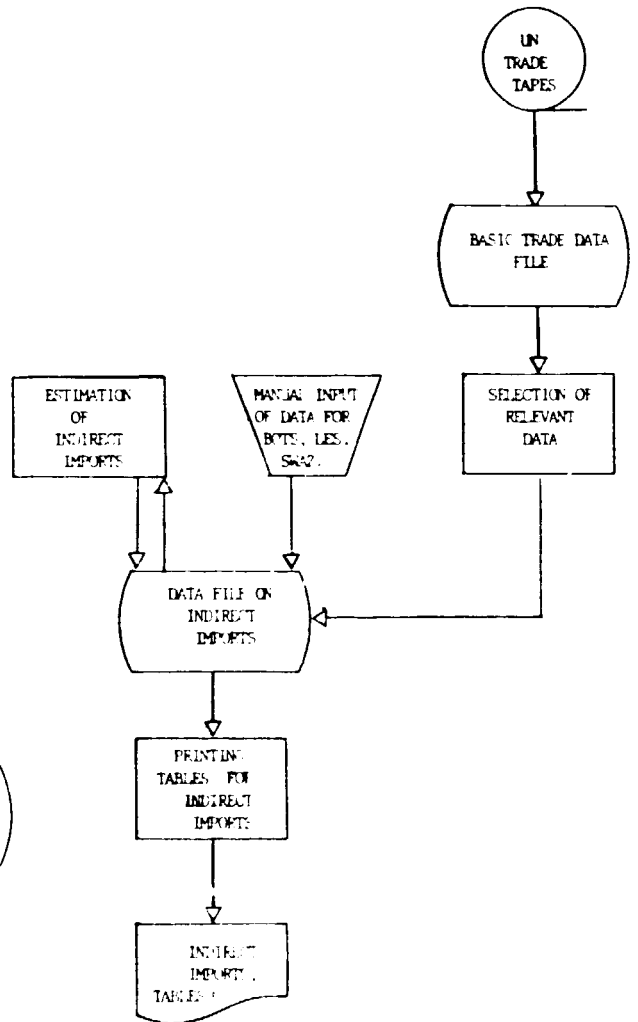 UN
TRADE
TAPES
BASIC TRADE DATA
FILE
ESTIMATION
OF
INDIRECT
IMPORTS
MANUAL INPUT
OF DATA FOR
BOTS, LES,
SWAZ.
SELECTION OF
RELEVANT
DATA
DATA FILE ON
INDIRECT
IMPORTS
PRINTING
TABLES FOR
INDIRECT
IMPORTS
INDIRECT
IMPORTS,
TABLES